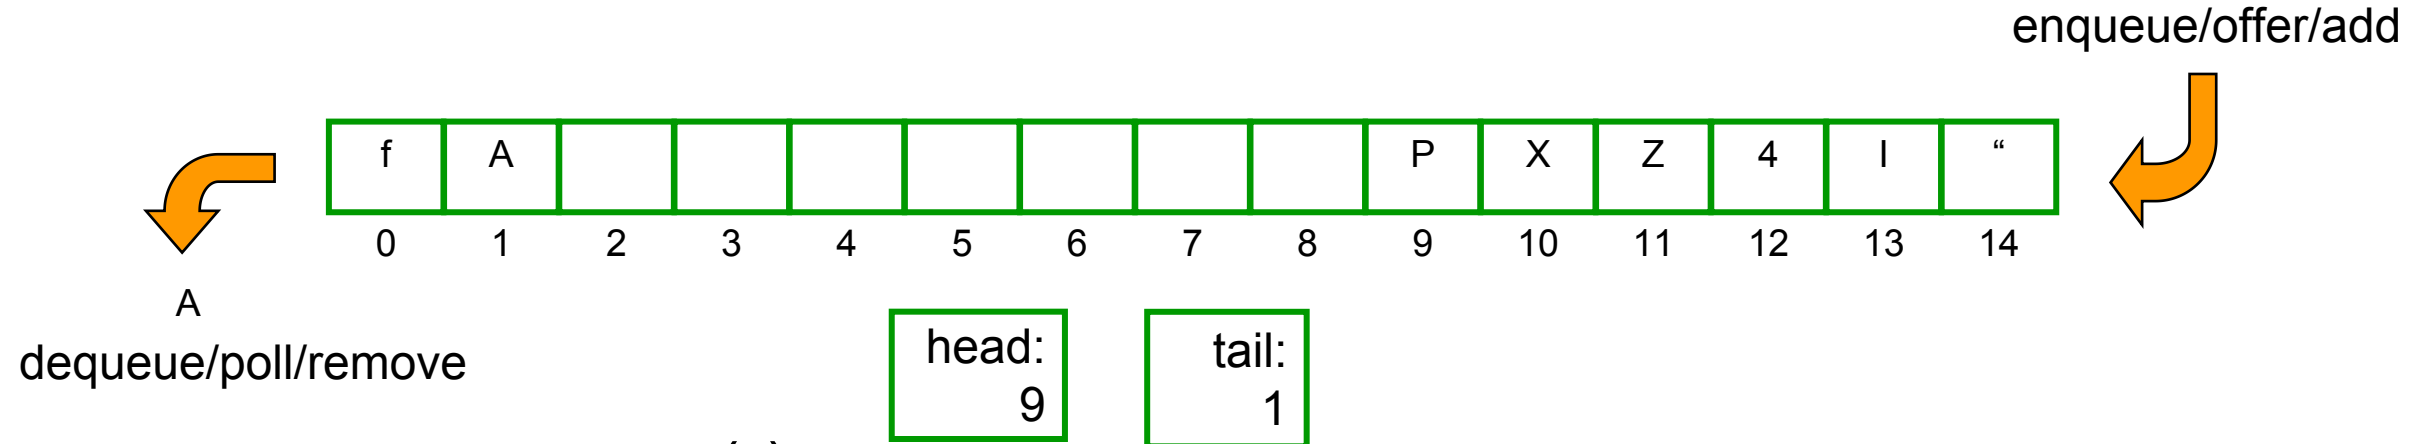 enqueue/offer/add
f A P X Z 4 I “
0 1 2 3 4 5 6 7 8 9 10 11 12 13 14
A
dequeue/poll/remove
head:
9
tail:
1